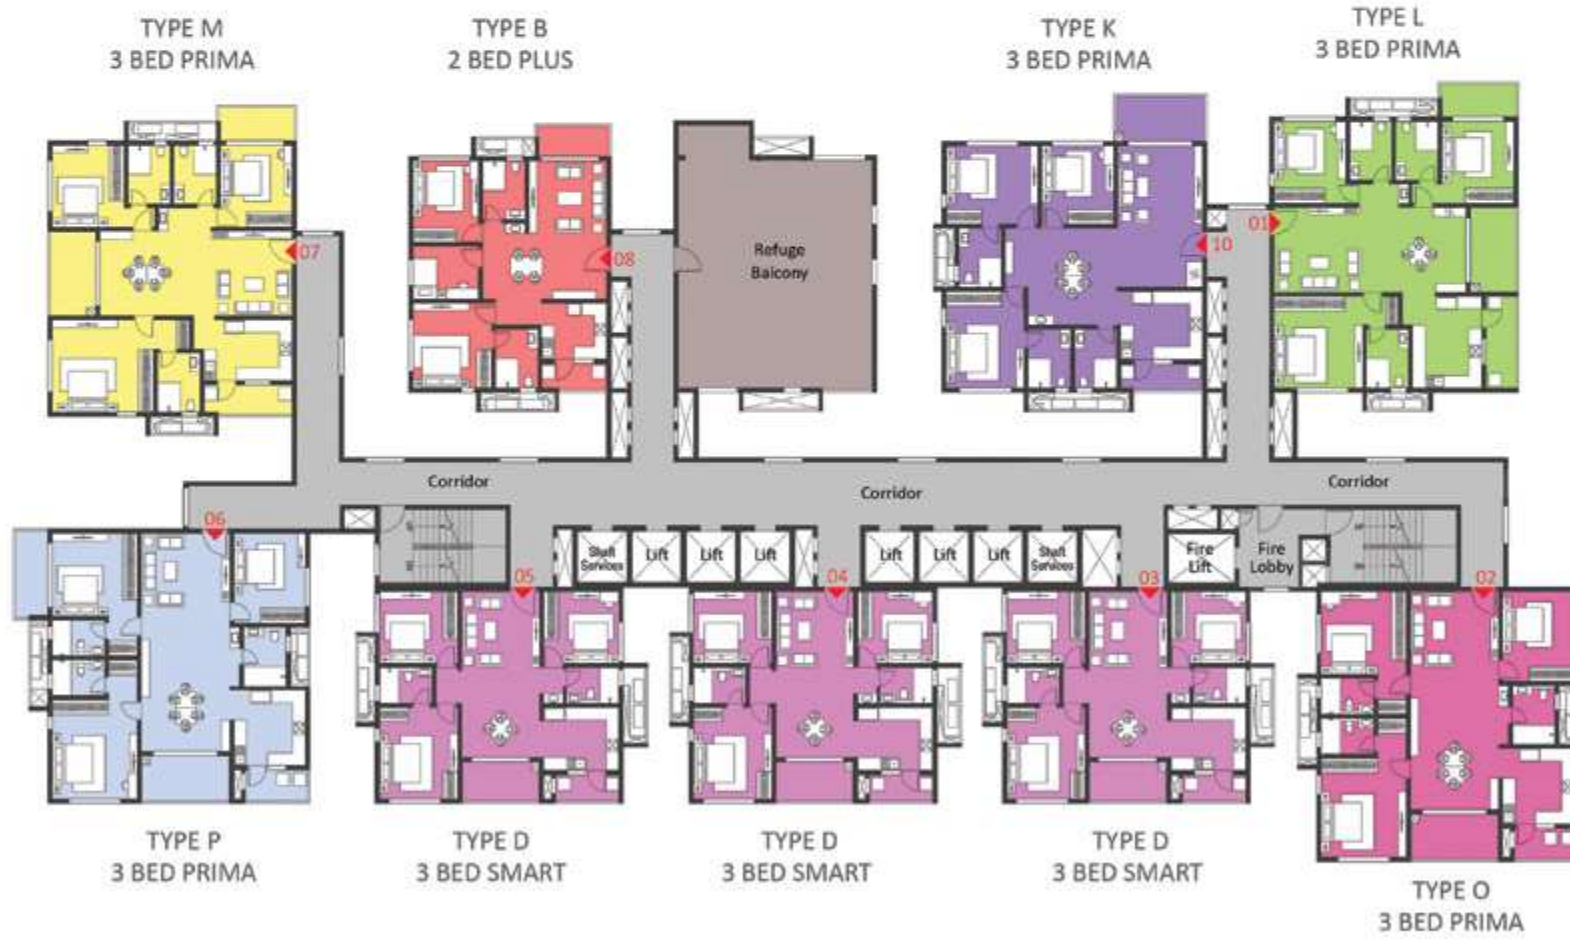 TYPE M
3 BED PRIMA
TYPE B
2 BED PLUS
TYPE K
3 BED PRIMA
TYPE L
3 BED PRIMA
07
08
Refuge
Balcony
10
01
Corridor
Corridor
Corridor
06
Shaft
Services
Lift
Lift
Lift
Lift
Lift
Lift
Shaft
Services
Fire
Lift
Fire
Lobby
05
04
03
02
TYPE P
3 BED PRIMA
TYPE D
3 BED SMART
TYPE D
3 BED SMART
TYPE D
3 BED SMART
TYPE O
3 BED PRIMA